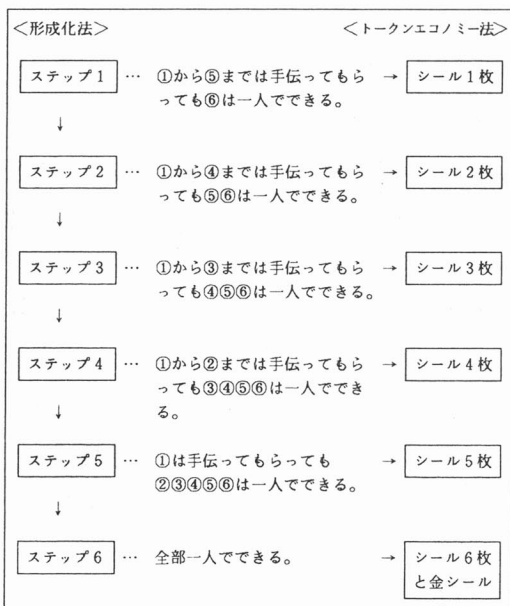 <形成化法> <トークンエコノミー法>
ステップ1 … ①から⑤までは手伝ってもら → シール1枚
っても⑥は一人でできる。
↓
ステップ2 … ①から④までは手伝ってもら → シール2枚
っても⑤⑥は一人でできる。
↓
ステップ3 … ①から③までは手伝ってもら → シール3枚
っても④⑤⑥は一人でできる。
↓
ステップ4 … ①から②までは手伝ってもら → シール4枚
っても③④⑤⑥は一人ででき
↓ る。
ステップ5 … ①は手伝ってもらっても → シール5枚
②③④⑤⑥は一人でできる。
↓
ステップ6 … 全部一人でできる。 → シール6枚
と金シール